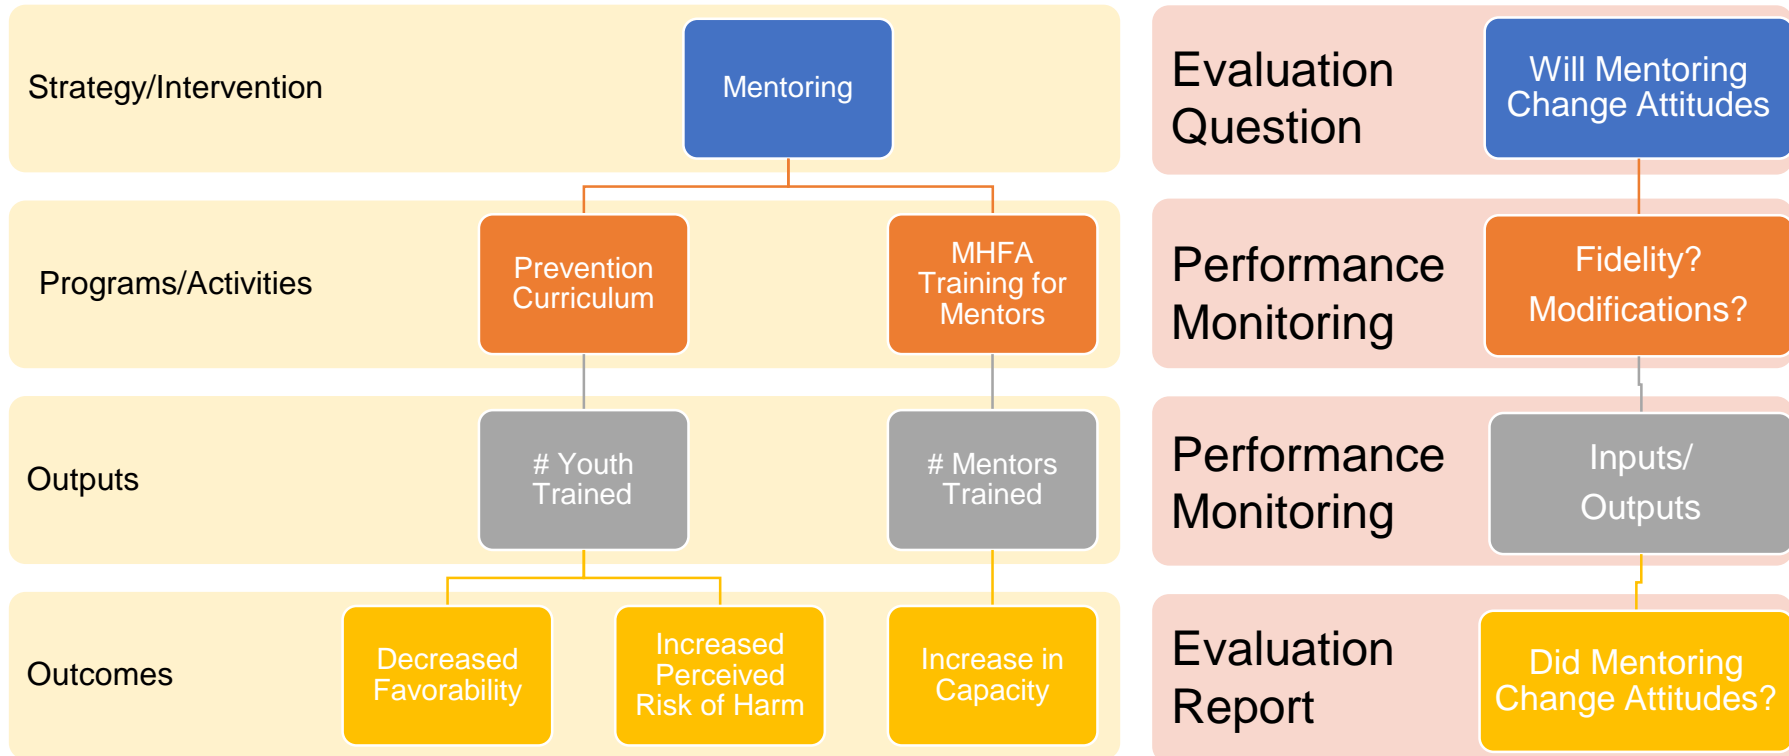 Strategy/Intervention
Mentoring
Evaluation
Question
Will Mentoring
Change Attitudes
Programs/Activities
Prevention
Curriculum
MHFA
Training for
Mentors
Performance
Monitoring
Fidelity?
Modifications?
Outputs
# Youth
Trained
# Mentors
Trained
Performance
Monitoring
Inputs/
Outputs
Outcomes
Decreased
Favorability
Increased
Perceived
Risk of Harm
Increase in
Capacity
Evaluation
Report
Did Mentoring
Change Attitudes?